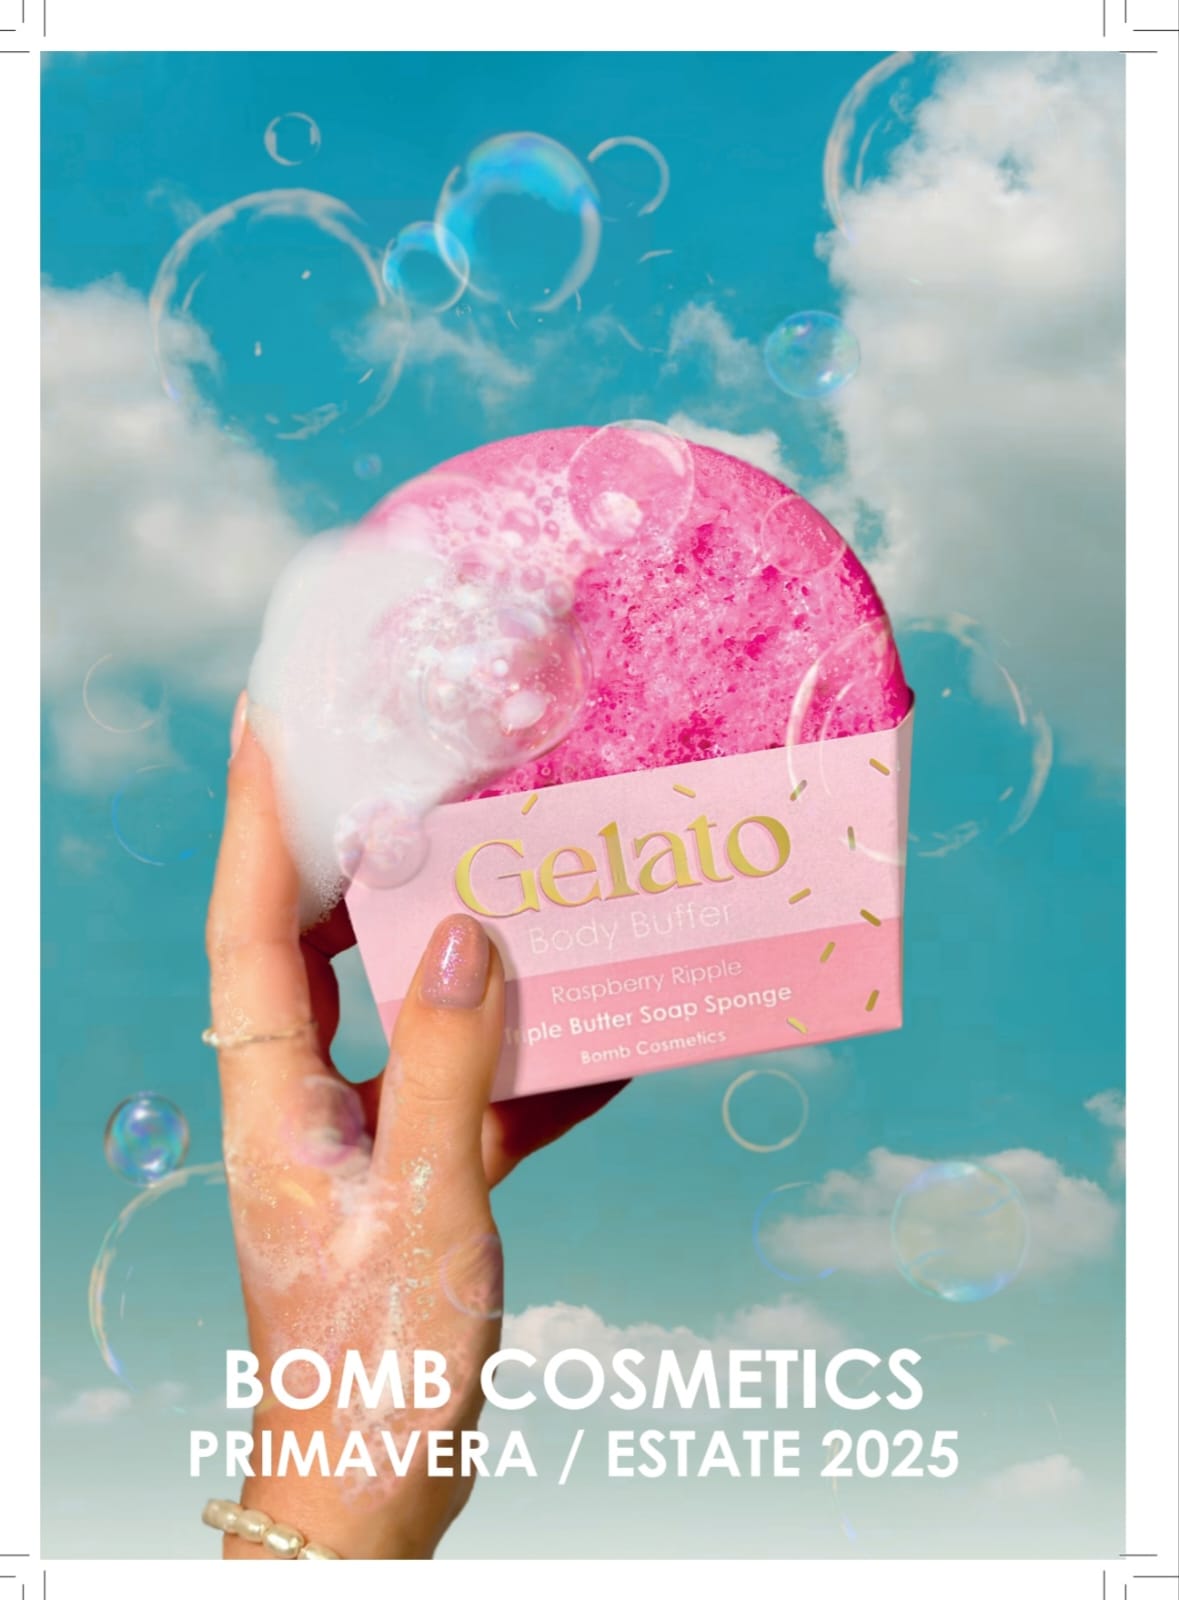 Gelato
Body Buffer
Raspberry Ripple
Triple Butter Soap Sponge
Bomb Cosmetics
BOMB COSMETICS
PRIMAVERA / ESTATE 2025